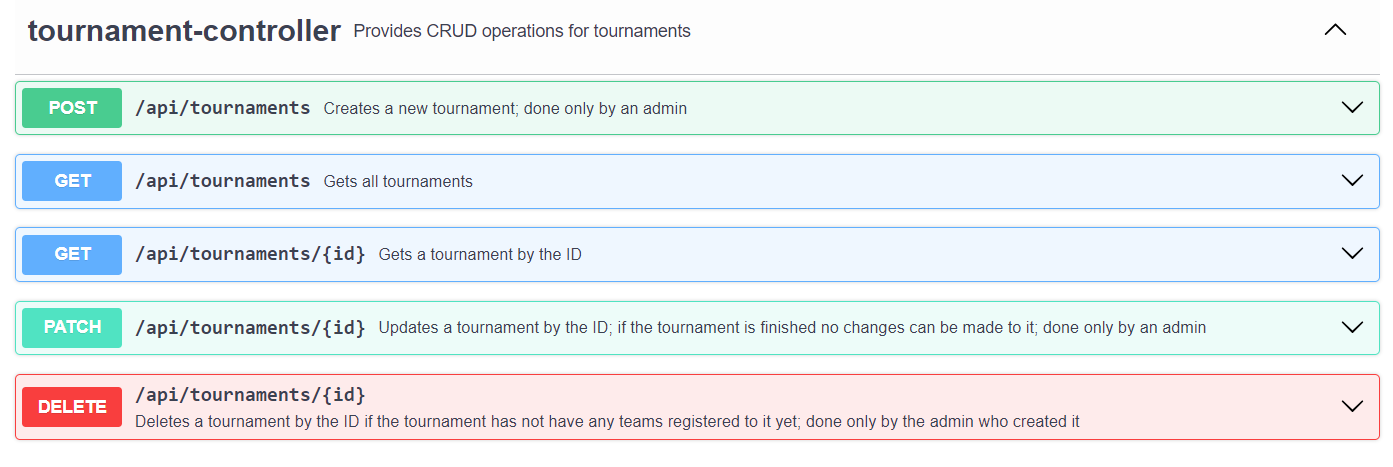 tournament-controller Provides CRUD operations for tournaments
POST /api/tournaments Creates a new tournament; done only by an admin
GET /api/tournaments Gets all tournaments
GET /api/tournaments/{id} Gets a tournament by the ID
PATCH /api/tournaments/{id} Updates a tournament by the ID; if the tournament is finished no changes can be made to it; done only by an admin
DELETE /api/tournaments/{id}
Deletes a tournament by the ID if the tournament has not have any teams registered to it yet; done only by the admin who created it